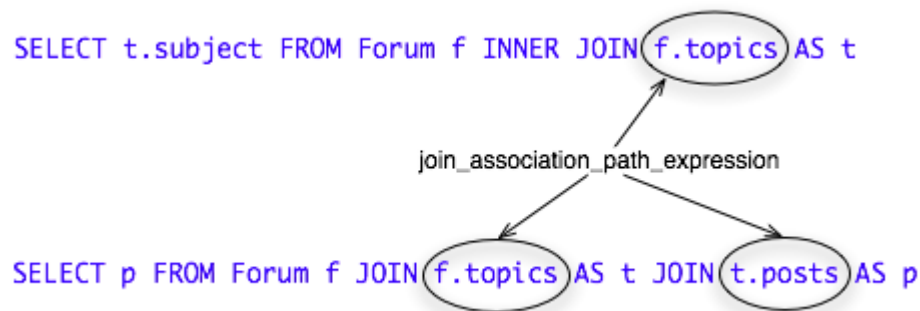 SELECT t.subject FROM Forum f INNER JOIN f.topics AS t
join_association_path_expression
SELECT p FROM Forum f JOIN f.topics AS t JOIN t.posts AS p